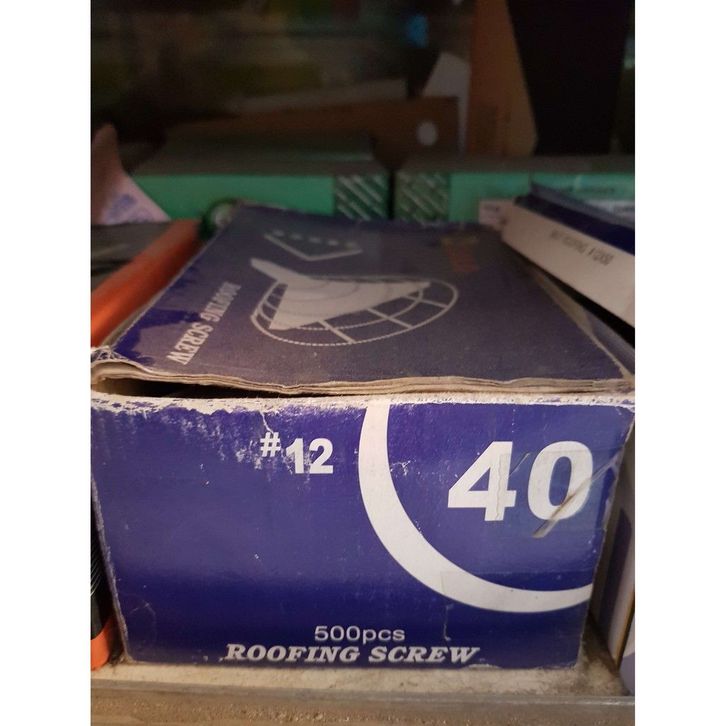 ROOFING SCREW
#12
40
500pcs
ROOFING SCREW